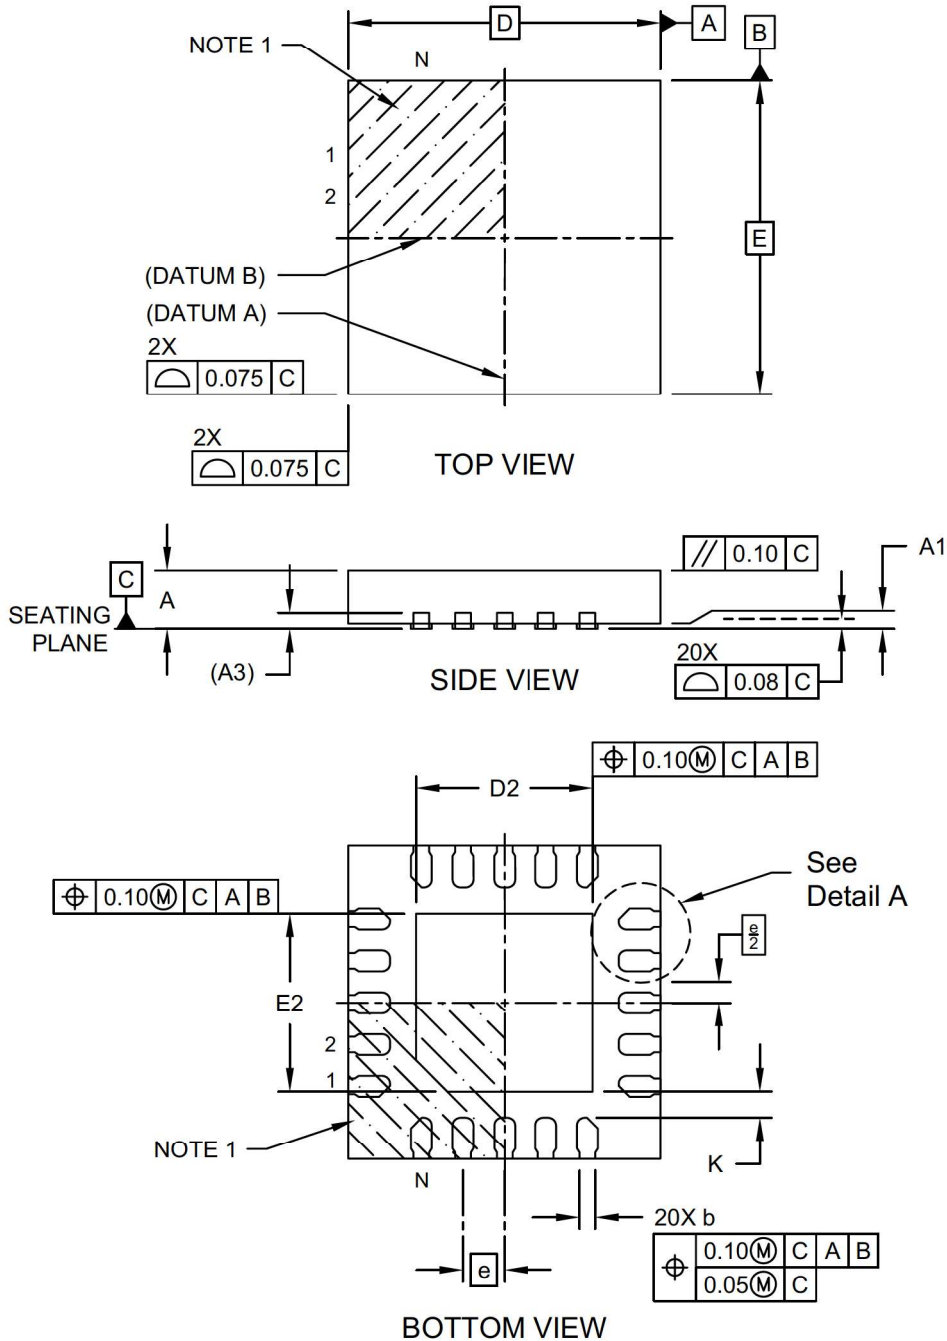 D
A
B
NOTE 1
N
1
2
E
(DATUM B)
(DATUM A)
2X
0.075 C
2X
0.075 C
TOP VIEW
C
A
SEATING
PLANE
(A3)
0.10 C
A1
20X
0.08 C
SIDE VIEW
0.10Ⓜ C A B
D2
See
Detail A
0.10Ⓜ C A B
e
2
E2
2
1
NOTE 1
N
K
20X b
0.10Ⓜ C A B
0.05Ⓜ C
e
BOTTOM VIEW